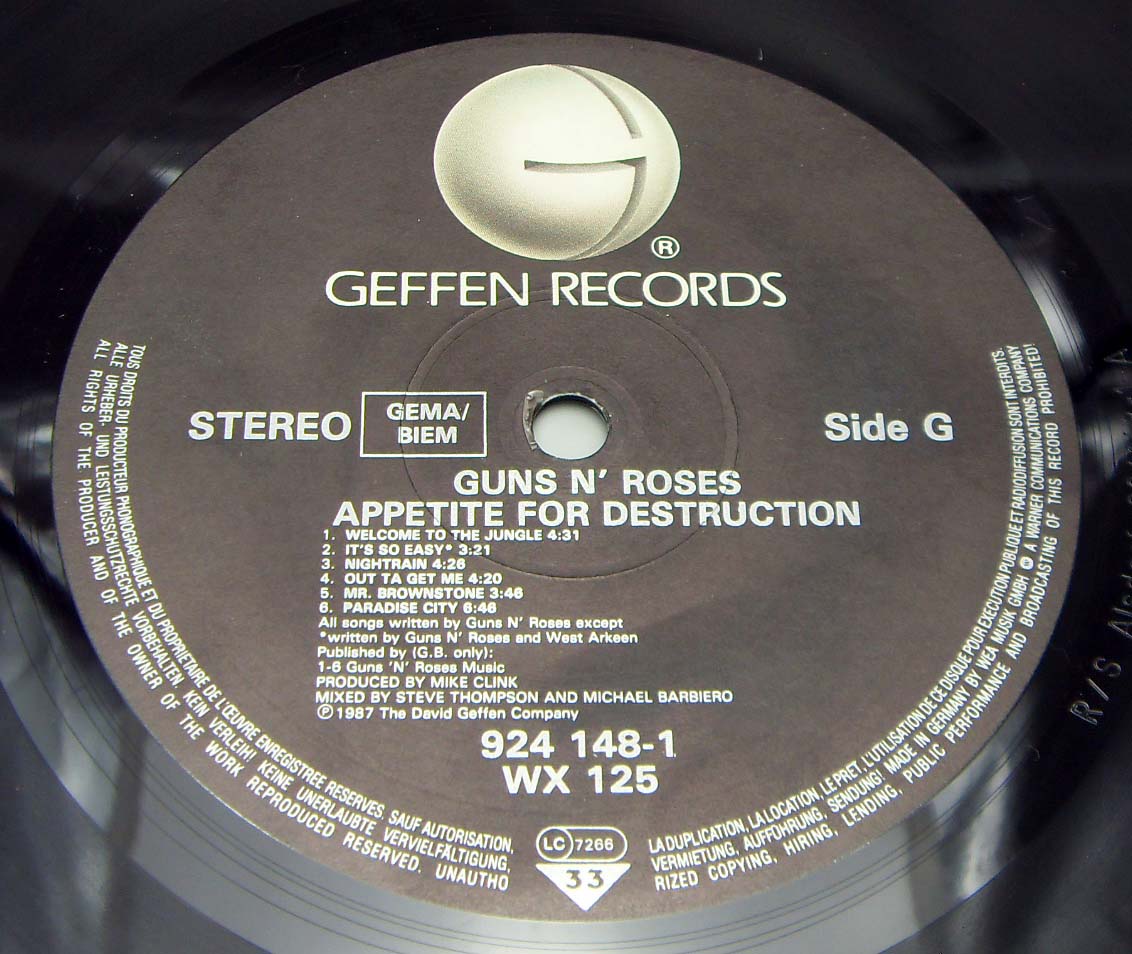 ®
GEFFEN RECORDS
STEREO
GEMA/
BIEM
Side G
GUNS N' ROSES
APPETITE FOR DESTRUCTION
1. WELCOME TO THE JUNGLE 4:31
2. IT'S SO EASY* 3:21
3. NIGHTRAIN 4:26
4. OUT TA GET ME 4:20
5. MR. BROWNSTONE 3:46
6. PARADISE CITY 6:46
All songs written by Guns N' Roses except
*written by Guns N' Roses and West Arkeen
Published by (G.B. only):
1-6 Guns 'N' Roses Music
PRODUCED BY MIKE CLINK
MIXED BY STEVE THOMPSON AND MICHAEL BARBIERO
℗1987 The David Geffen Company
924 148-1
WX 125
LC 7266
33
TOUS DROITS DU PRODUCTEUR PHONOGRAPHIQUE ET DU PROPRIETAIRE DE L'ŒUVRE ENREGISTREE RESERVES. SAUF AUTORISATION,
LA DUPLICATION, LA LOCATION, LE PRET, L'UTILISATION DE CE DISQUE POUR EXECUTION PUBLIQUE ET RADIODIFFUSION SONT INTERDITS.
ALLE URHEBER- UND LEISTUNGSSCHUTZRECHTE VORBEHALTEN. KEIN VERLEIH! KEINE UNERLAUBTE VERVIELFÄLTIGUNG,
VERMIETUNG, AUFFÜHRUNG, SENDUNG! MADE IN GERMANY BY WEA MUSIK GMBH A WARNER COMMUNICATIONS COMPANY
ALL RIGHTS OF THE PRODUCER AND OF THE OWNER OF THE WORK REPRODUCED RESERVED. UNAUTHO
RIZED COPYING, HIRING, LENDING, PUBLIC PERFORMANCE AND BROADCASTING OF THIS RECORD PROHIBITED!
R/S